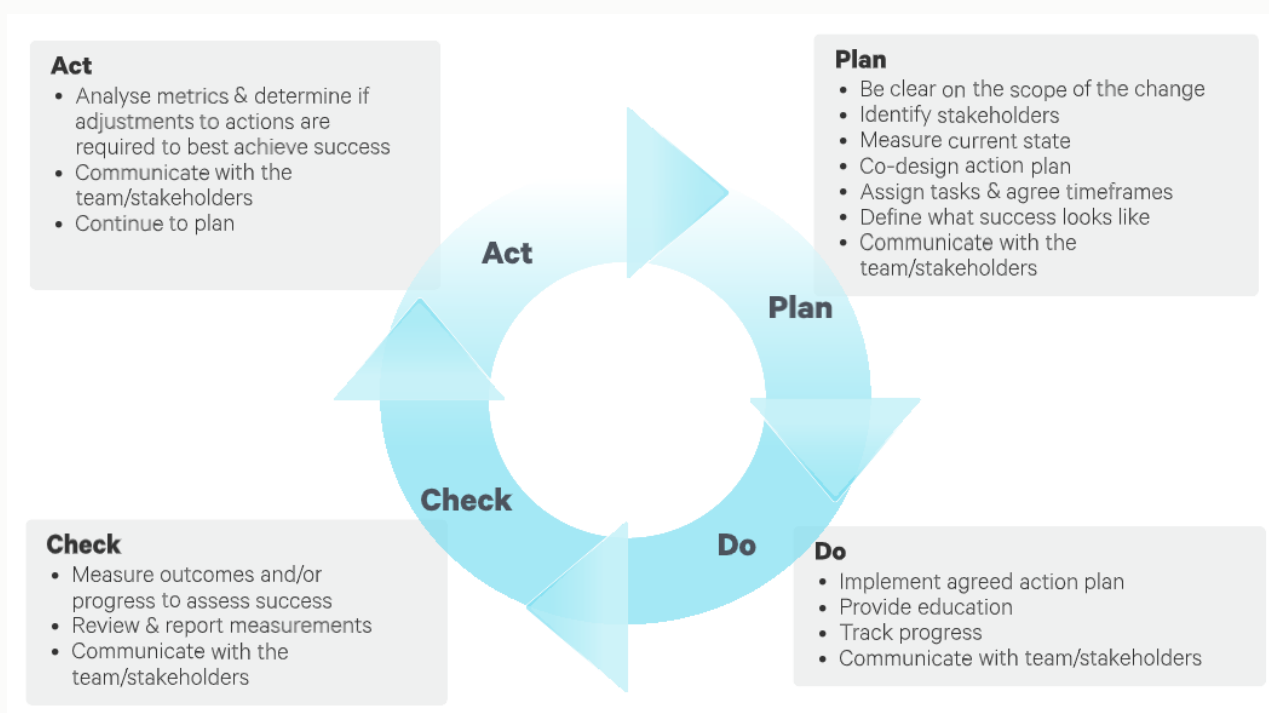 Act
• Analyse metrics & determine if
adjustments to actions are
required to best achieve success
• Communicate with the
team/stakeholders
• Continue to plan
Plan
• Be clear on the scope of the change
• Identify stakeholders
• Measure current state
• Co-design action plan
• Assign tasks & agree timeframes
• Define what success looks like
• Communicate with the
team/stakeholders
Act
Plan
Check
Do
Check
• Measure outcomes and/or
progress to assess success
• Review & report measurements
• Communicate with the
team/stakeholders
Do
• Implement agreed action plan
• Provide education
• Track progress
• Communicate with team/stakeholders